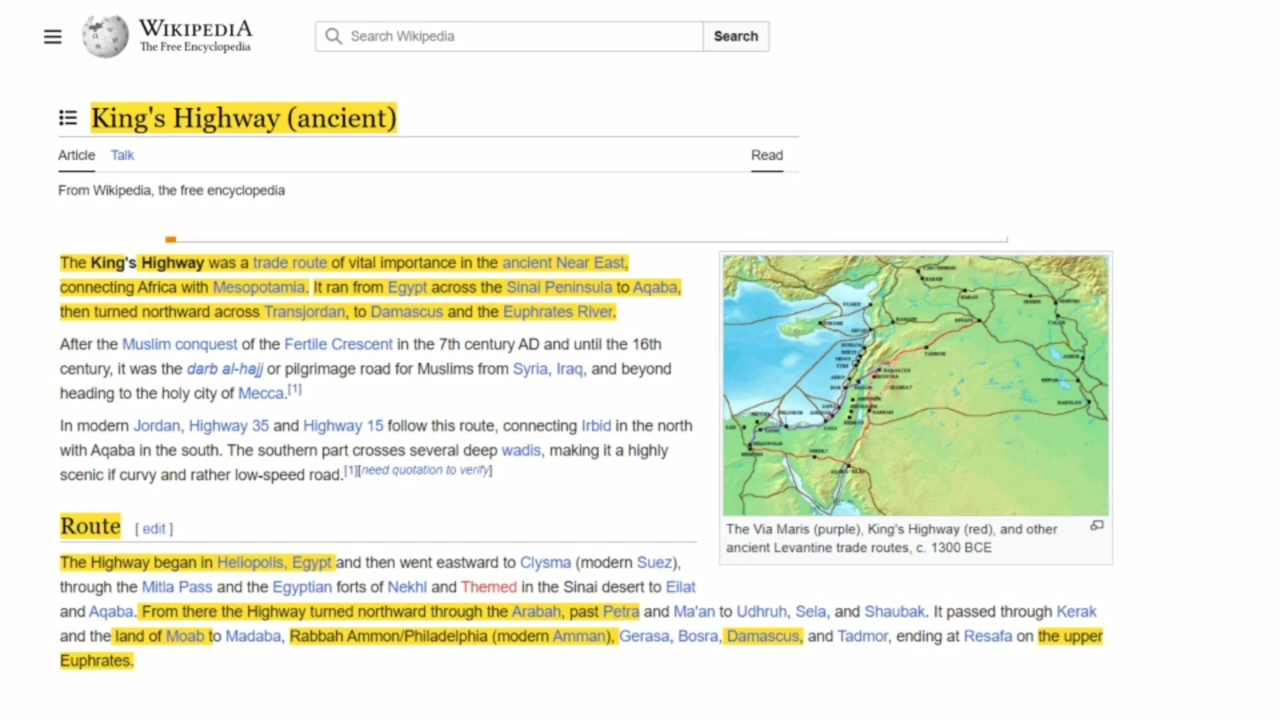 WIKIPEDIA
The Free Encyclopedia
Search Wikipedia
Search
King's Highway (ancient)
Article Talk Read
From Wikipedia, the free encyclopedia
The King's Highway was a trade route of vital importance in the ancient Near East,
connecting Africa with Mesopotamia. It ran from Egypt across the Sinai Peninsula to Aqaba,
then turned northward across Transjordan, to Damascus and the Euphrates River.
After the Muslim conquest of the Fertile Crescent in the 7th century AD and until the 16th
century, it was the darb al-hajj or pilgrimage road for Muslims from Syria, Iraq, and beyond
heading to the holy city of Mecca.[1]
In modern Jordan, Highway 35 and Highway 15 follow this route, connecting Irbid in the north
with Aqaba in the south. The southern part crosses several deep wadis, making it a highly
scenic if curvy and rather low-speed road.[1][need quotation to verify]
The Via Maris (purple), King's Highway (red), and other
ancient Levantine trade routes, c. 1300 BCE
Route [ edit ]
The Highway began in Heliopolis, Egypt and then went eastward to Clysma (modern Suez),
through the Mitla Pass and the Egyptian forts of Nekhl and Themed in the Sinai desert to Eilat
and Aqaba. From there the Highway turned northward through the Arabah, past Petra and Ma'an to Udhruh, Sela, and Shaubak. It passed through Kerak
and the land of Moab to Madaba, Rabbah Ammon/Philadelphia (modern Amman), Gerasa, Bosra, Damascus, and Tadmor, ending at Resafa on the upper
Euphrates.